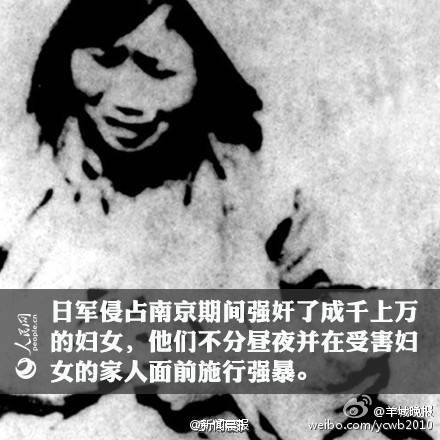 日军侵占南京期间强奸了成千上万
的妇女，他们不分昼夜并在受害妇
女的家人面前施行强暴。
人民网
people.cn
@新闻晨报
@羊城晚报
weibo.com/ycwb2010